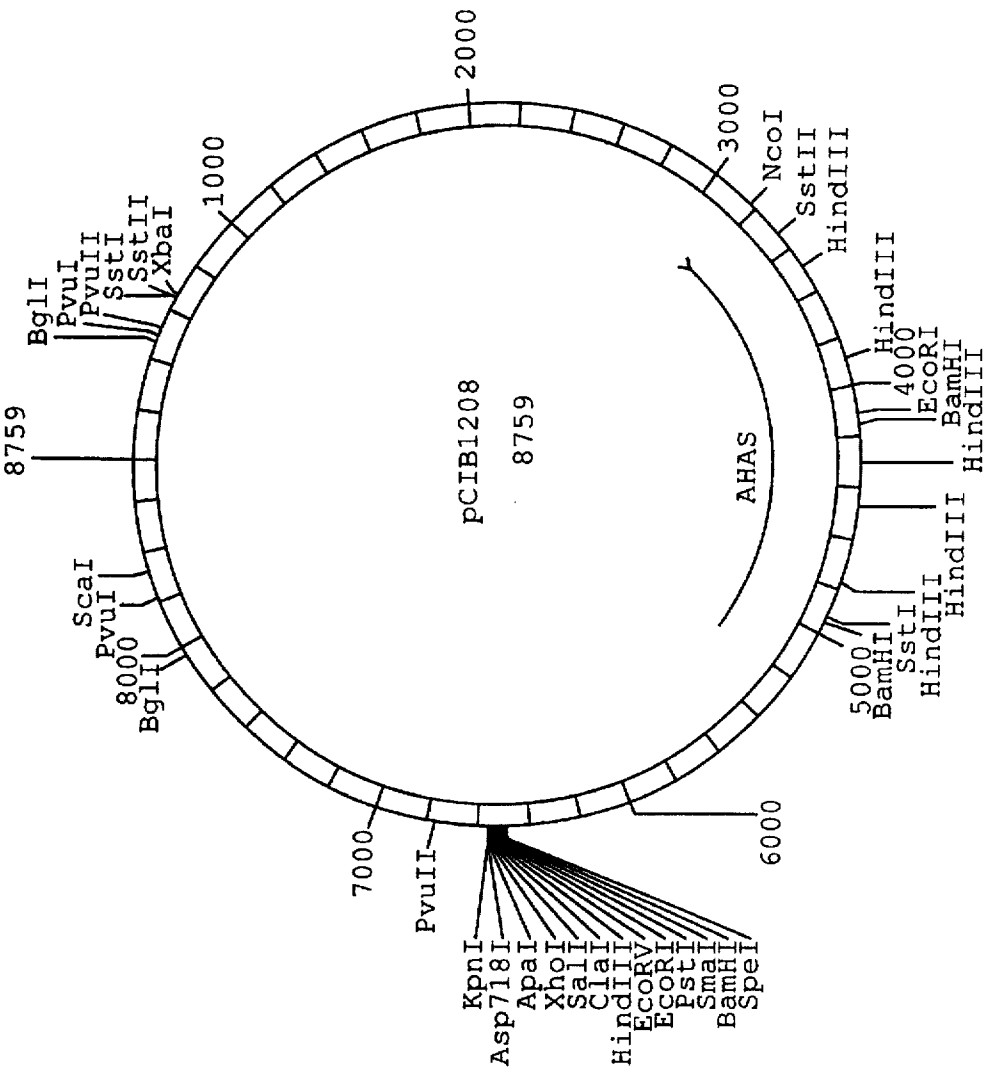 8759
BglI
PvuI
PvuII
SstI
SstII
XbaI
1000
2000
3000
NcoI
SstII
HindIII
HindIII
4000
EcoRI
BamHI
HindIII
HindIII
HindIII
SstI
HindIII
BamHI
5000
6000
SpeI
BamHI
SmaI
PstI
EcoRI
EcoRV
HindIII
ClaI
SalI
XhoI
ApaI
Asp718I
KpnI
PvuII
7000
BglI
8000
PvuI
ScaI
pCIB1208
8759
AHAS